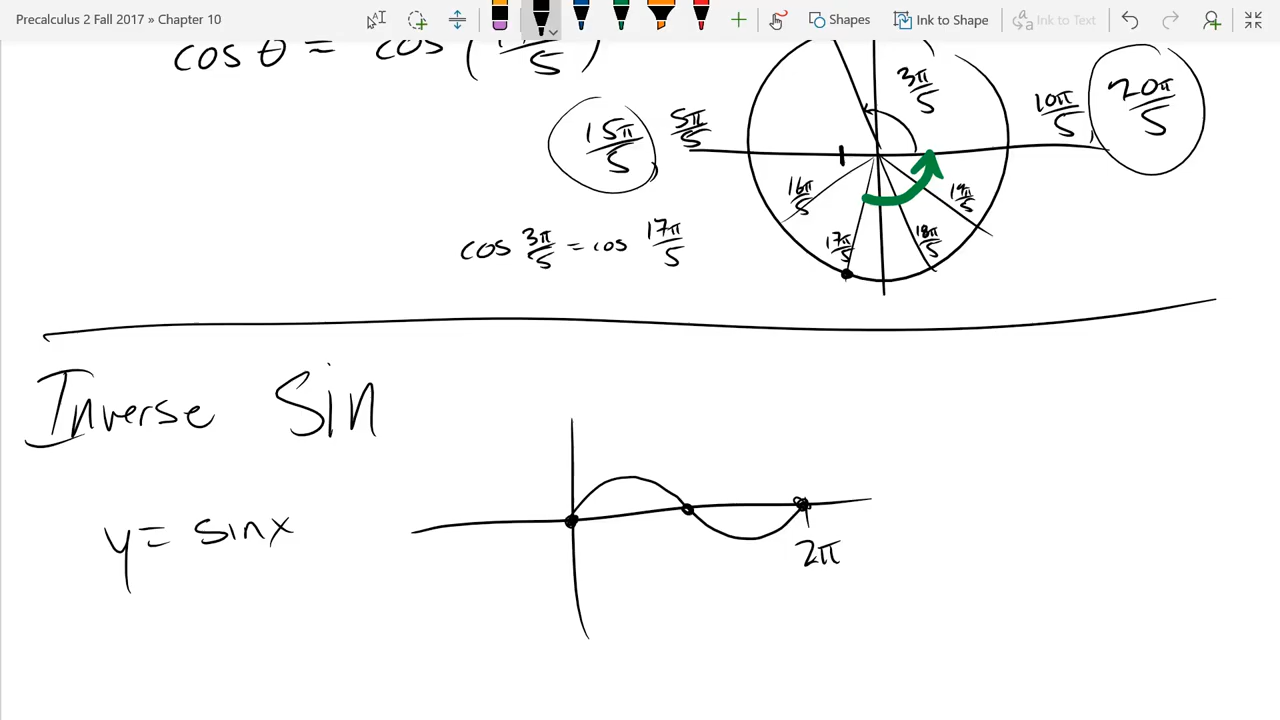 Precalculus 2 Fall 2017 » Chapter 10
Shapes
Ink to Shape
Ink to Text
cos θ = cos ( π/5 )
3π/5
15π/5
5π/5
10π/5
20π/5
16π/5
17π/5
18π/5
19π/5
cos 3π/5 = cos 17π/5
Inverse Sin
y = sinx
2π